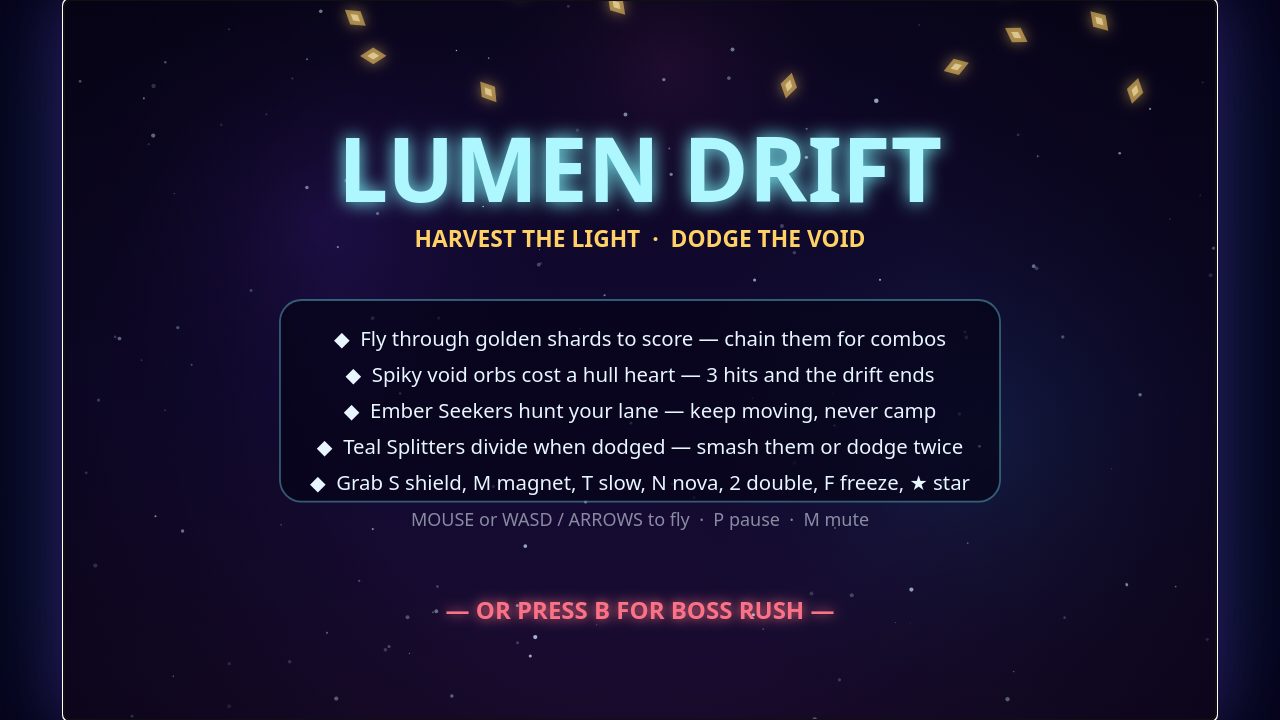 LUMEN DRIFT
HARVEST THE LIGHT · DODGE THE VOID
◆ Fly through golden shards to score — chain them for combos
◆ Spiky void orbs cost a hull heart — 3 hits and the drift ends
◆ Ember Seekers hunt your lane — keep moving, never camp
◆ Teal Splitters divide when dodged — smash them or dodge twice
◆ Grab S shield, M magnet, T slow, N nova, 2 double, F freeze, ★ star
MOUSE or WASD / ARROWS to fly · P pause · M mute
— OR PRESS B FOR BOSS RUSH —